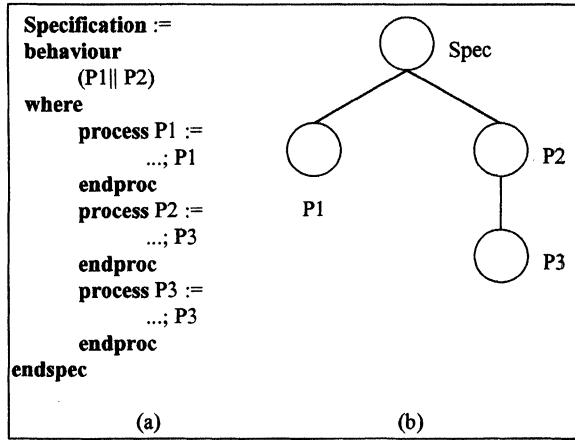 Specification :=
behaviour
(P1|| P2)
where
process P1 :=
...; P1
endproc
process P2 :=
...; P3
endproc
process P3 :=
...; P3
endproc
endspec
(a)
Spec
P1
P2
P3
(b)